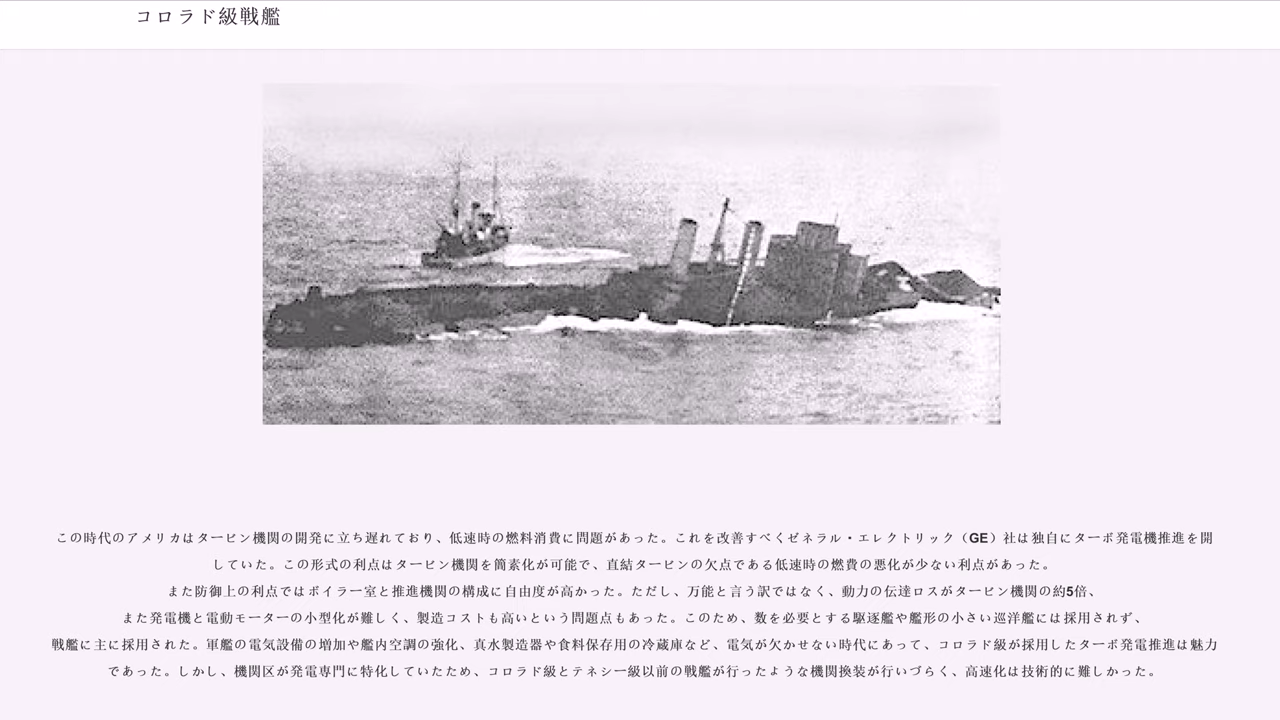 コロラド級戦艦
この時代のアメリカはタービン機関の開発に立ち遅れており、低速時の燃料消費に問題があった。これを改善すべくゼネラル・エレクトリック（GE）社は独自にターボ発電機推進を開
していた。この形式の利点はタービン機関を簡素化が可能で、直結タービンの欠点である低速時の燃費の悪化が少ない利点があった。
また防御上の利点ではボイラー室と推進機関の構成に自由度が高かった。ただし、万能と言う訳ではなく、動力の伝達ロスがタービン機関の約5倍、
また発電機と電動モーターの小型化が難しく、製造コストも高いという問題点もあった。このため、数を必要とする駆逐艦や艦形の小さい巡洋艦には採用されず、
戦艦に主に採用された。軍艦の電気設備の増加や艦内空調の強化、真水製造器や食料保存用の冷蔵庫など、電気が欠かせない時代にあって、コロラド級が採用したターボ発電推進は魅力
であった。しかし、機関区が発電専門に特化していたため、コロラド級とテネシー級以前の戦艦が行ったような機関換装が行いづらく、高速化は技術的に難しかった。